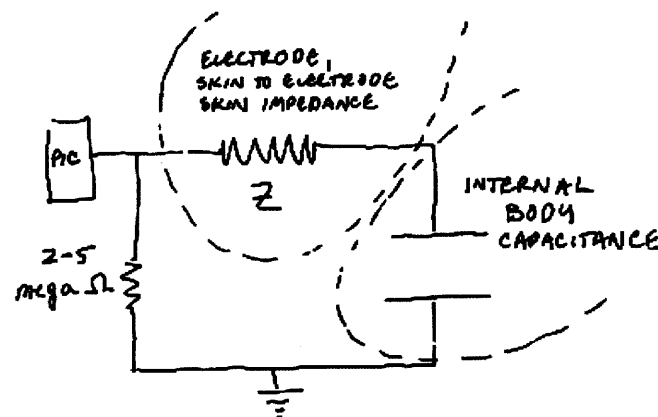 ELECTRODE,
SKIN TO ELECTRODE
SKIN IMPEDANCE
PIC
Z
INTERNAL
BODY
CAPACITANCE
2-5
mega Ω